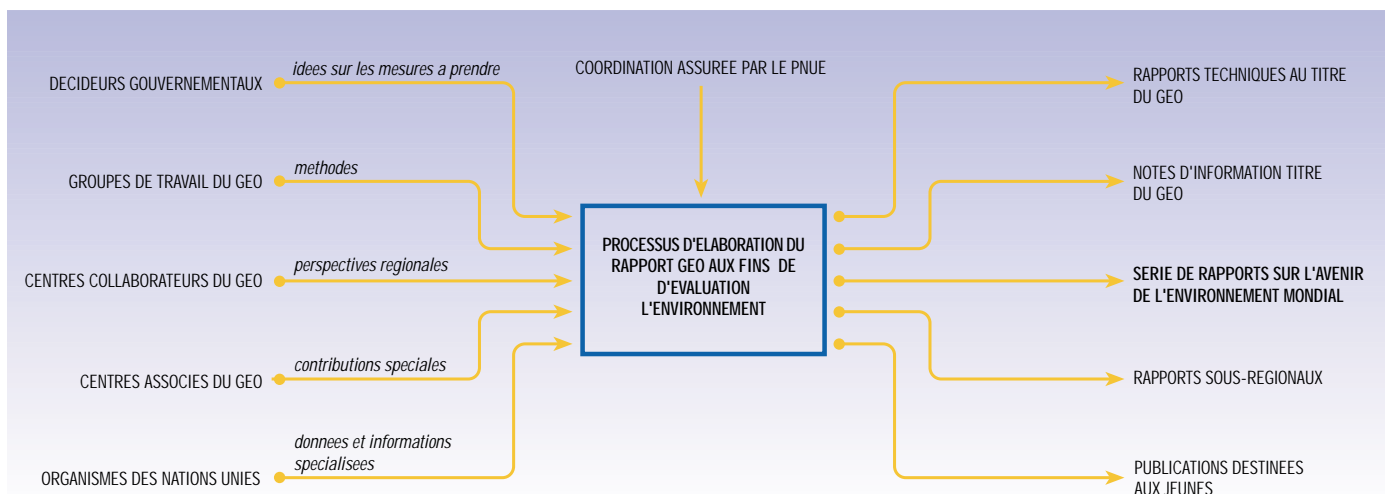 DECIDEURS GOUVERNEMENTAUX
idees sur les mesures a prendre
GROUPES DE TRAVAIL DU GEO
methodes
CENTRES COLLABORATEURS DU GEO
perspectives regionales
CENTRES ASSOCIES DU GEO
contributions speciales
ORGANISMES DES NATIONS UNIES
donnees et informations
specialisees
COORDINATION ASSUREE PAR LE PNUE
PROCESSUS D'ELABORATION DU
RAPPORT GEO AUX FINS DE
D'EVALUATION
L'ENVIRONNEMENT
RAPPORTS TECHNIQUES AU TITRE
DU GEO
NOTES D'INFORMATION TITRE
DU GEO
SERIE DE RAPPORTS SUR L'AVENIR
DE L'ENVIRONNEMENT MONDIAL
RAPPORTS SOUS-REGIONAUX
PUBLICATIONS DESTINEES
AUX JEUNES